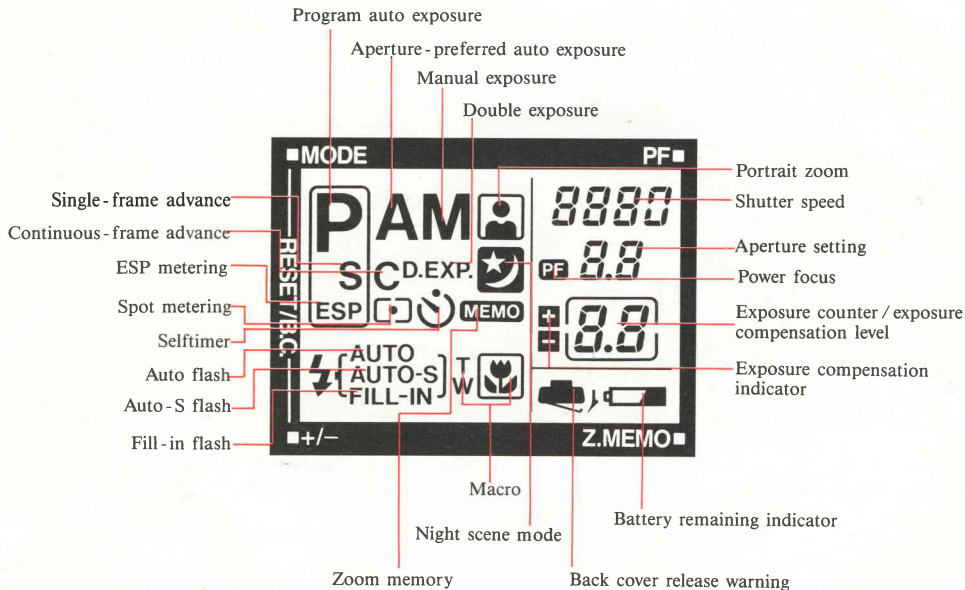 Program auto exposure
Aperture-preferred auto exposure
Manual exposure
Double exposure
MODE
PF
Single-frame advance
Continuous-frame advance
ESP metering
Spot metering
Selftimer
Auto flash
Auto-S flash
Fill-in flash
RESET/B.C.
P
A
M
S
C
D.EXP.
ESP
MEMO
AUTO
AUTO-S
FILL-IN
T
W
8880
PF
8.8
+
-
8.8
+/–
Z.MEMO
Portrait zoom
Shutter speed
Aperture setting
Power focus
Exposure counter/exposure
compensation level
Exposure compensation
indicator
Macro
Night scene mode
Battery remaining indicator
Zoom memory
Back cover release warning